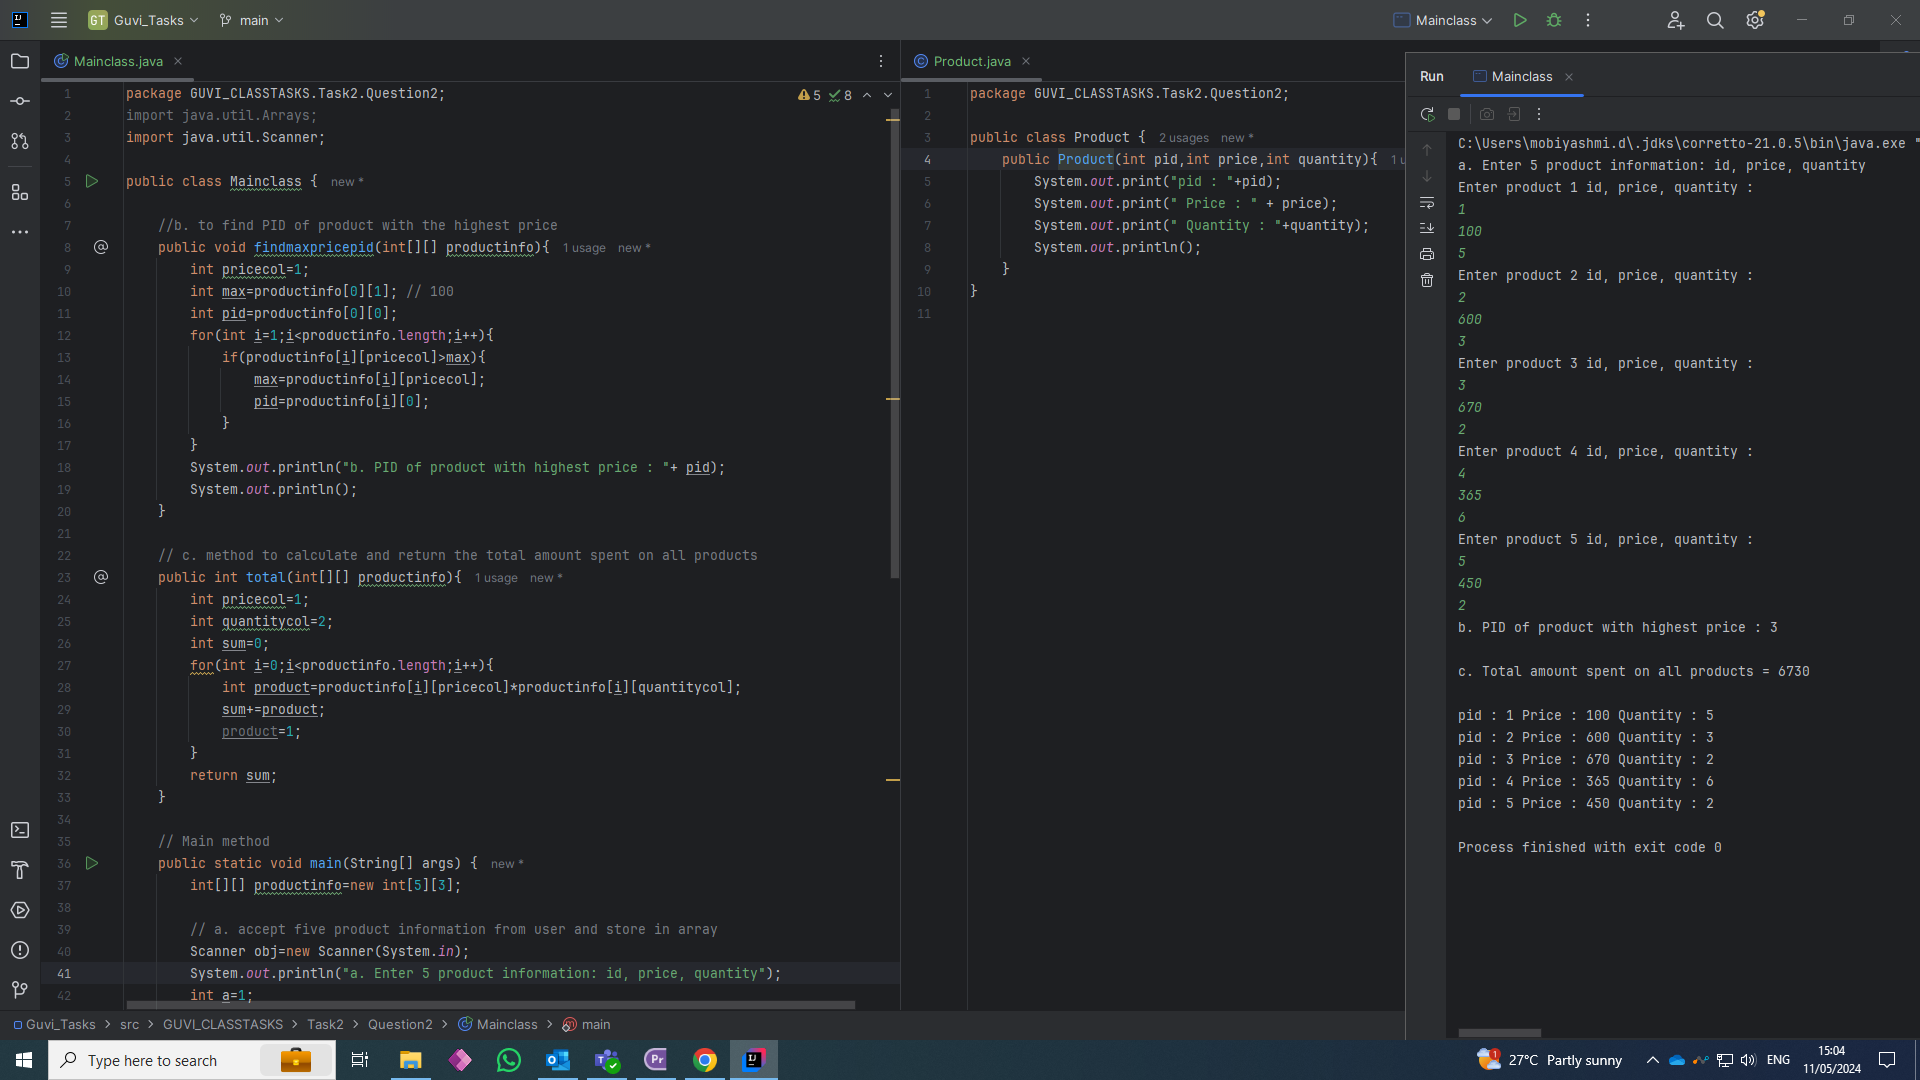 GT Guvi_Tasks main Mainclass
Mainclass.java
5 8
1 package GUVI_CLASSTASKS.Task2.Question2;
2 import java.util.Arrays;
3 import java.util.Scanner;
4
5 public class Mainclass { new *
6
7 //b. to find PID of product with the highest price
8 public void findmaxpricepid(int[][] productinfo){ 1 usage new *
9 int pricecol=1;
10 int max=productinfo[0][1]; // 100
11 int pid=productinfo[0][0];
12 for(int i=1;i<productinfo.length;i++){
13 if(productinfo[i][pricecol]>max){
14 max=productinfo[i][pricecol];
15 pid=productinfo[i][0];
16 }
17 }
18 System.out.println("b. PID of product with highest price : "+ pid);
19 System.out.println();
20 }
21
22 // c. method to calculate and return the total amount spent on all products
23 public int total(int[][] productinfo){ 1 usage new *
24 int pricecol=1;
25 int quantitycol=2;
26 int sum=0;
27 for(int i=0;i<productinfo.length;i++){
28 int product=productinfo[i][pricecol]*productinfo[i][quantitycol];
29 sum+=product;
30 product=1;
31 }
32 return sum;
33 }
34
35 // Main method
36 public static void main(String[] args) { new *
37 int[][] productinfo=new int[5][3];
38
39 // a. accept five product information from user and store in array
40 Scanner obj=new Scanner(System.in);
41 System.out.println("a. Enter 5 product information: id, price, quantity");
42 int a=1;
Product.java
1 package GUVI_CLASSTASKS.Task2.Question2;
2
3 public class Product { 2 usages new *
4 public Product(int pid,int price,int quantity){ 1 u
5 System.out.print("pid : "+pid);
6 System.out.print(" Price : " + price);
7 System.out.print(" Quantity : "+quantity);
8 System.out.println();
9 }
10 }
11
Run Mainclass
C:\Users\mobiyashmi.d\.jdks\corretto-21.0.5\bin\java.exe "
a. Enter 5 product information: id, price, quantity
Enter product 1 id, price, quantity :
1
100
5
Enter product 2 id, price, quantity :
2
600
3
Enter product 3 id, price, quantity :
3
670
2
Enter product 4 id, price, quantity :
4
365
6
Enter product 5 id, price, quantity :
5
450
2
b. PID of product with highest price : 3
c. Total amount spent on all products = 6730
pid : 1 Price : 100 Quantity : 5
pid : 2 Price : 600 Quantity : 3
pid : 3 Price : 670 Quantity : 2
pid : 4 Price : 365 Quantity : 6
pid : 5 Price : 450 Quantity : 2
Process finished with exit code 0
Guvi_Tasks > src > GUVI_CLASSTASKS > Task2 > Question2 > Mainclass > main
Type here to search
Pr
1 27°C Partly sunny
ENG
15:04
11/05/2024